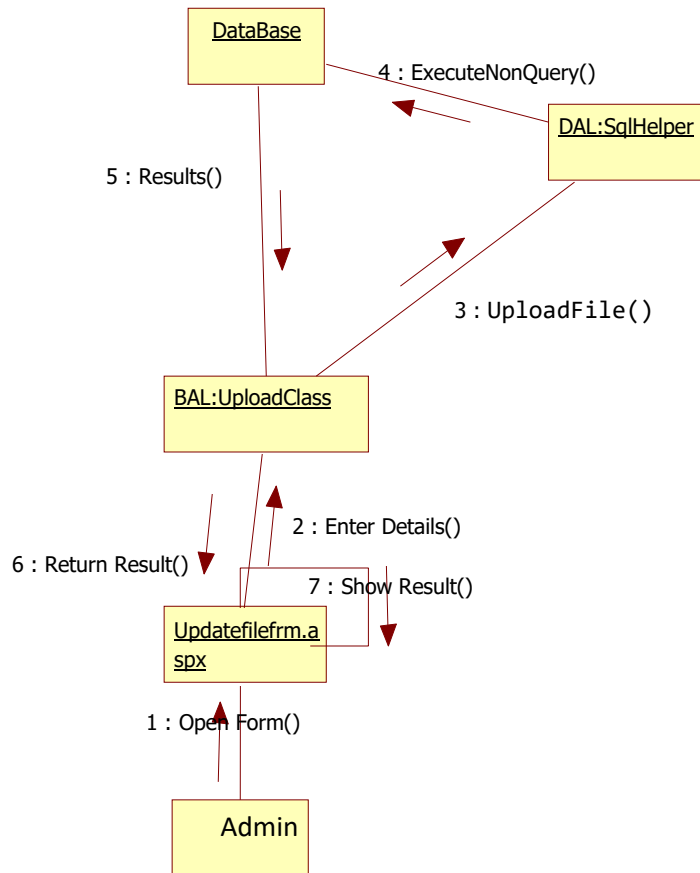 DataBase
4 : ExecuteNonQuery()
DAL:SqlHelper
5 : Results()
3 : UploadFile()
BAL:UploadClass
2 : Enter Details()
6 : Return Result()
7 : Show Result()
Updatefilefrm.a
spx
1 : Open Form()
Admin